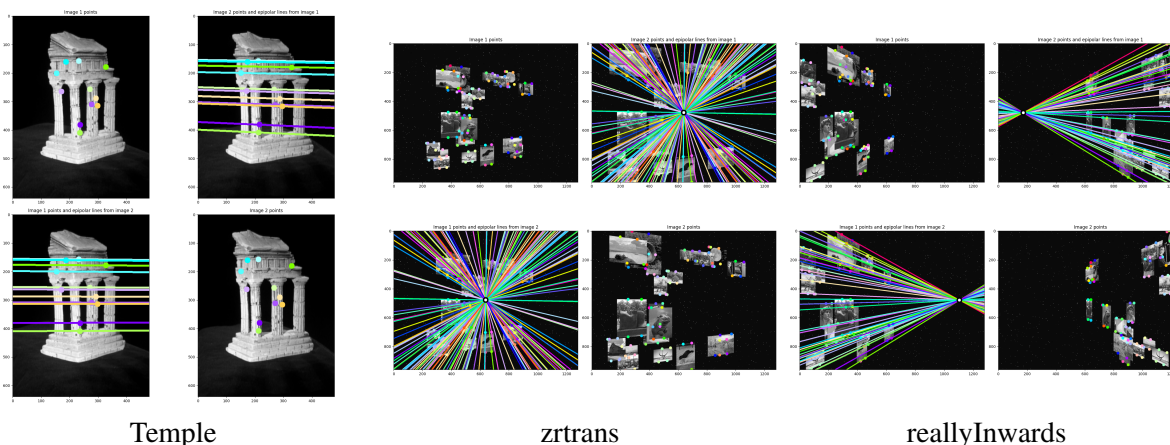 Image 1 points
Image 2 points and epipolar lines from image 1
Image 1 points
Image 2 points and epipolar lines from image 1
Image 1 points
Image 2 points and epipolar lines from image 1
Image 1 points and epipolar lines from image 2
Image 2 points
Image 1 points and epipolar lines from image 2
Image 2 points
Image 1 points and epipolar lines from image 2
Image 2 points
Temple
zrtrans
reallyInwards